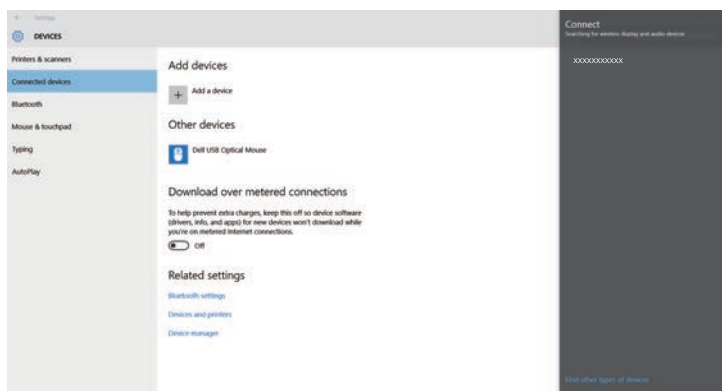 Settings
DEVICES
Printers & scanners
Connected devices
Bluetooth
Mouse & touchpad
Typing
AutoPlay
Add devices
+ Add a device
Other devices
Dell USB Optical Mouse
Download over metered connections
To help prevent extra charges, keep this off so device software
(drivers, info, and apps) for new devices won't download while
you're on metered Internet connections.
Off
Related settings
Bluetooth settings
Devices and printers
Device manager
Connect
Searching for wireless display and audio devices
xxxxxxxxxxx
Find other types of devices